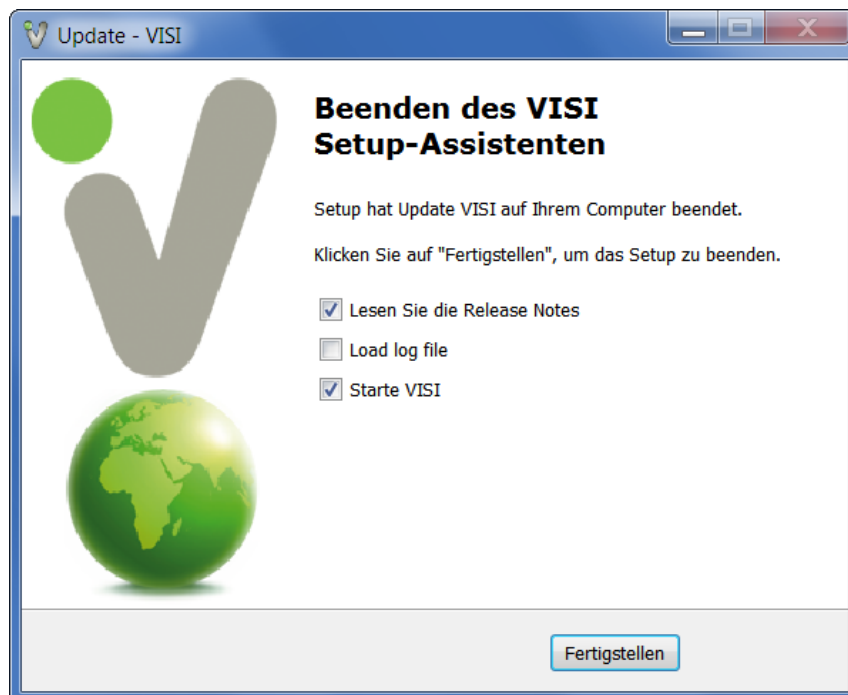 Update - VISI
Beenden des VISI
Setup-Assistenten
Setup hat Update VISI auf Ihrem Computer beendet.
Klicken Sie auf "Fertigstellen", um das Setup zu beenden.
Lesen Sie die Release Notes
Load log file
Starte VISI
Fertigstellen